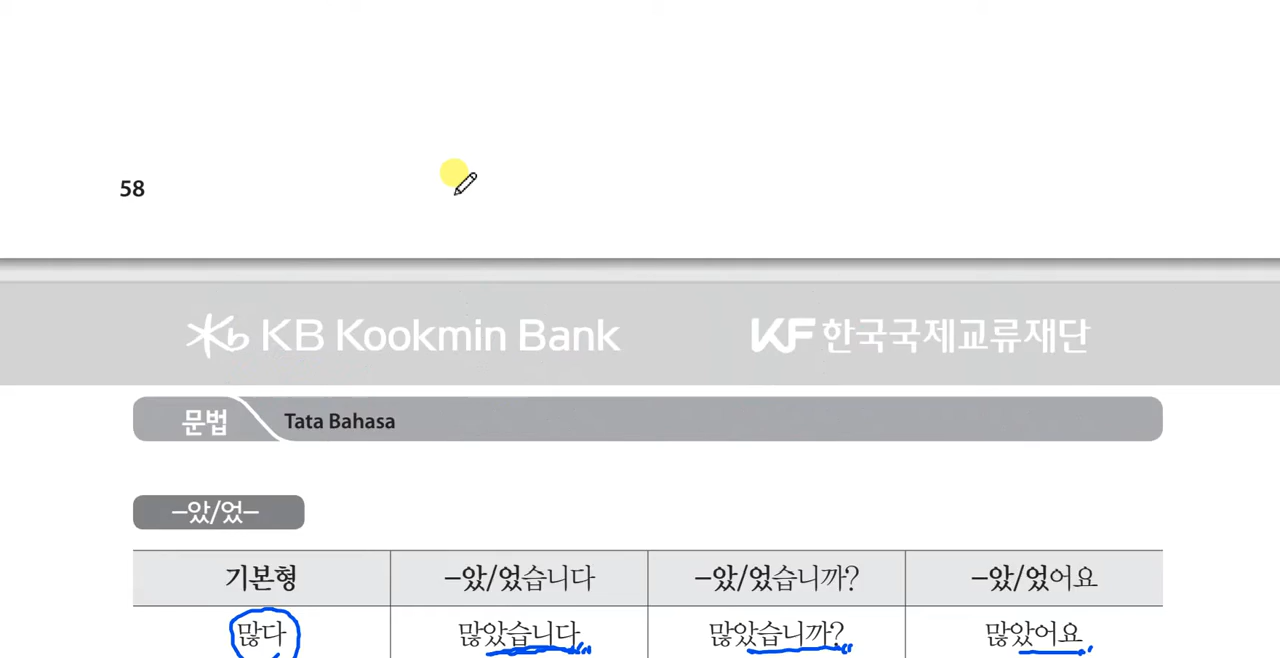 58
Kb KB Kookmin Bank KF 한국국제교류재단
문법 Tata Bahasa
–았/었–
기본형 –았/었습니다 –았/었습니까? –았/었어요
많다 많았습니다 많았습니까? 많았어요